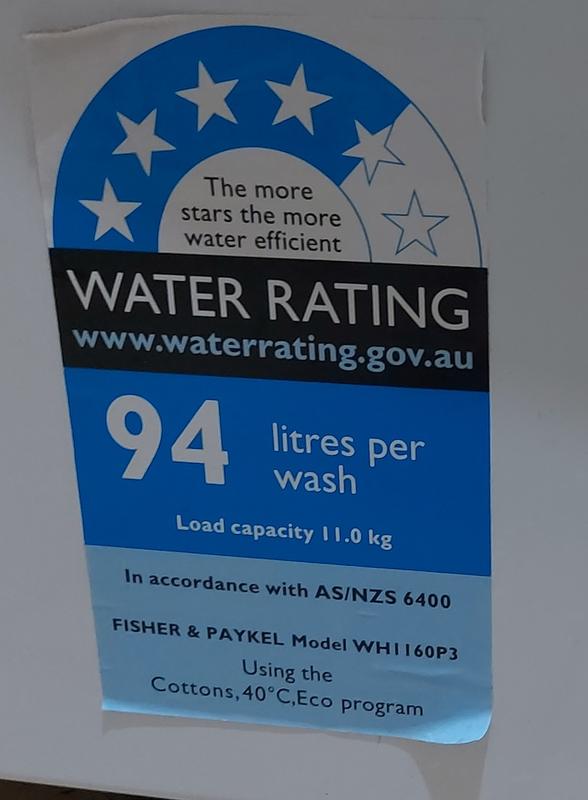 The more
stars the more
water efficient
WATER RATING
www.waterrating.gov.au
94
litres per
wash
Load capacity 11.0 kg
In accordance with AS/NZS 6400
FISHER & PAYKEL Model WH1160P3
Using the
Cottons,40°C,Eco program